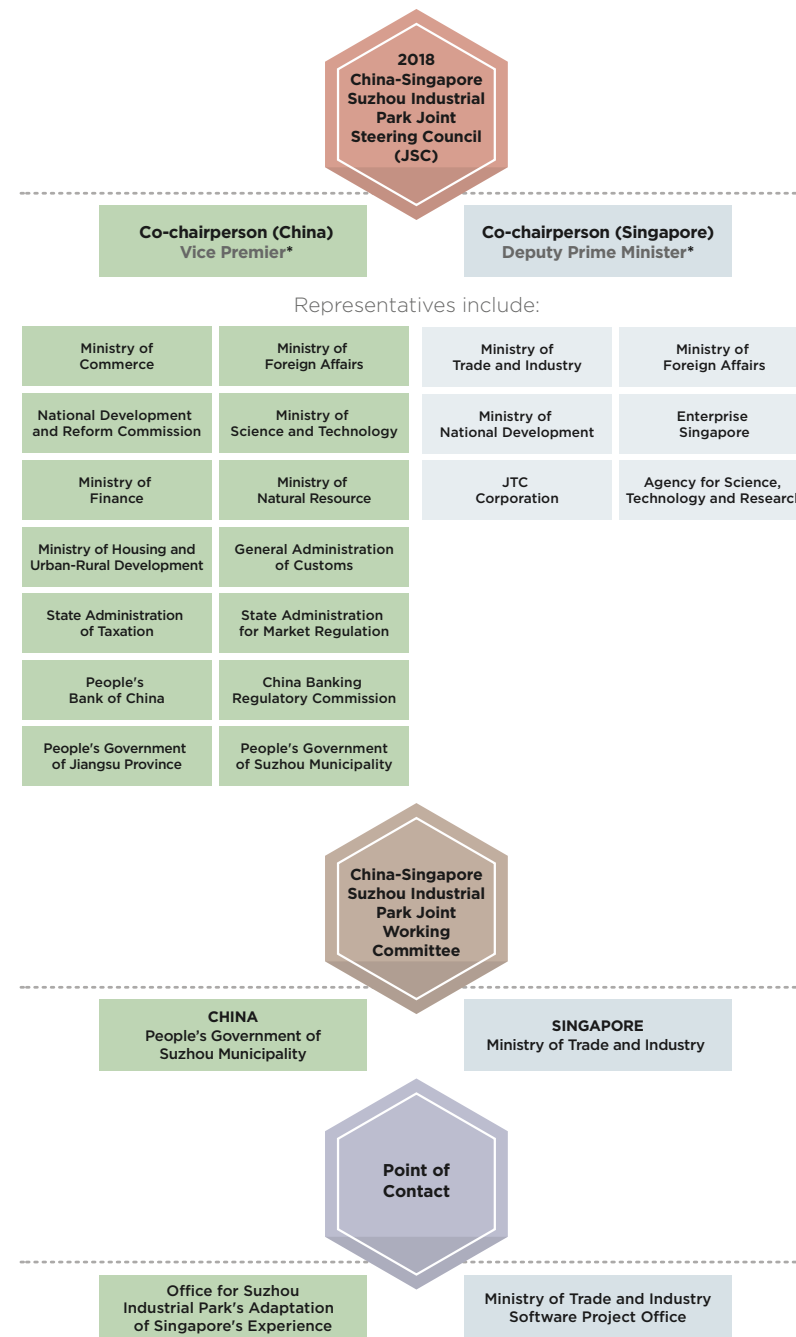 2018
China-Singapore
Suzhou Industrial
Park Joint
Steering Council
(JSC)
Co-chairperson (China)
Vice Premier*
Co-chairperson (Singapore)
Deputy Prime Minister*
Representatives include:
Ministry of
Commerce
Ministry of
Foreign Affairs
Ministry of
Trade and Industry
Ministry of
Foreign Affairs
National Development
and Reform Commission
Ministry of
Science and Technology
Ministry of
National Development
Enterprise
Singapore
Ministry of
Finance
Ministry of
Natural Resource
JTC
Corporation
Agency for Science,
Technology and Research
Ministry of Housing and
Urban-Rural Development
General Administration
of Customs
State Administration
of Taxation
State Administration
for Market Regulation
People's
Bank of China
China Banking
Regulatory Commission
People's Government
of Jiangsu Province
People's Government
of Suzhou Municipality
China-Singapore
Suzhou Industrial
Park Joint
Working
Committee
CHINA
People’s Government of
Suzhou Municipality
SINGAPORE
Ministry of Trade and Industry
Point of
Contact
Office for Suzhou
Industrial Park's Adaptation
of Singapore's Experience
Ministry of Trade and Industry
Software Project Office